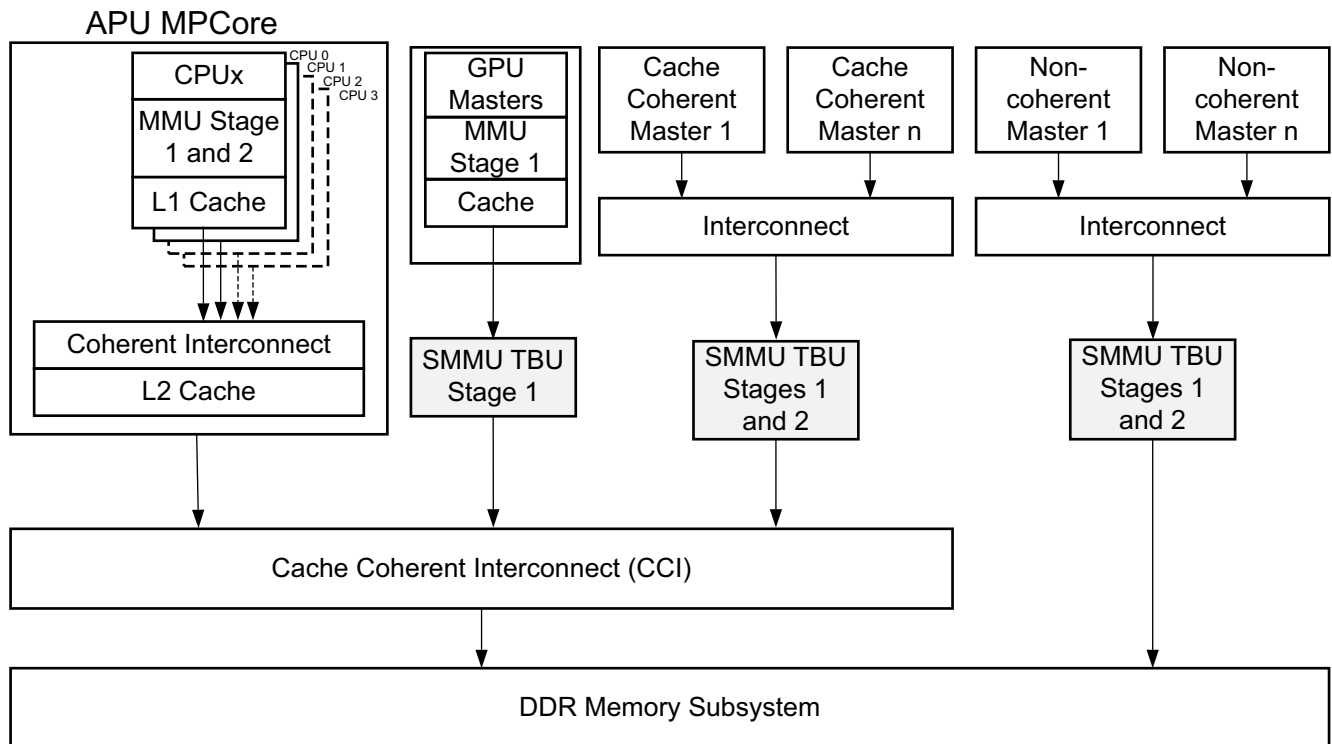 APU MPCore
CPUx
CPU 0
CPU 1
CPU 2
CPU 3
MMU Stage
1 and 2
L1 Cache
Coherent Interconnect
L2 Cache
GPU
Masters
MMU
Stage 1
Cache
Cache
Coherent
Master 1
Cache
Coherent
Master n
Non-
coherent
Master 1
Non-
coherent
Master n
Interconnect
Interconnect
SMMU TBU
Stage 1
SMMU TBU
Stages 1
and 2
SMMU TBU
Stages 1
and 2
Cache Coherent Interconnect (CCI)
DDR Memory Subsystem